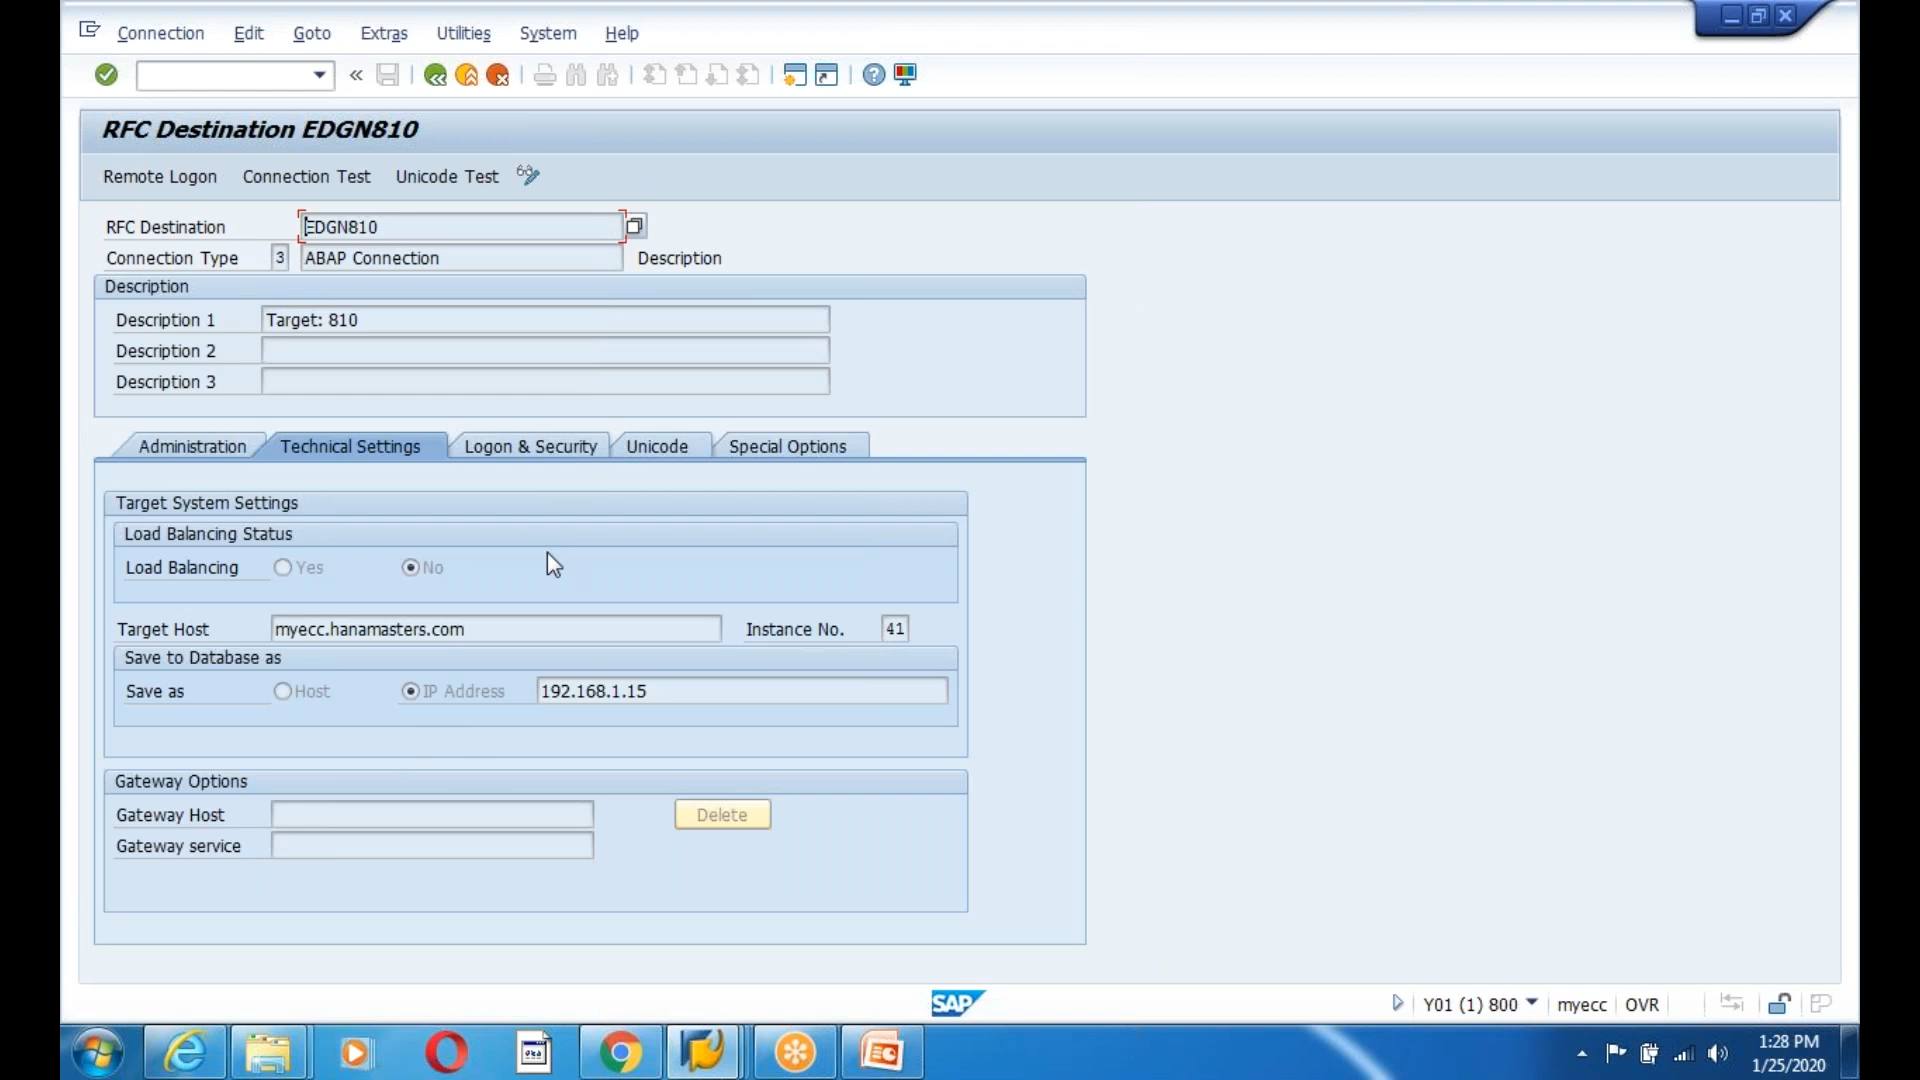 Connection Edit Goto Extras Utilities System Help
RFC Destination EDGN810
Remote Logon Connection Test Unicode Test
RFC Destination EDGN810
Connection Type 3 ABAP Connection Description
Description
Description 1 Target: 810
Description 2
Description 3
Administration Technical Settings Logon & Security Unicode Special Options
Target System Settings
Load Balancing Status
Load Balancing Yes No
Target Host myecc.hanamasters.com Instance No. 41
Save to Database as
Save as Host IP Address 192.168.1.15
Gateway Options
Gateway Host Delete
Gateway service
SAP Y01 (1) 800 myecc OVR
1:28 PM
1/25/2020